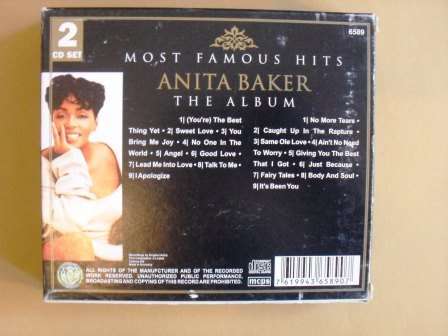 2
CD SET
6589
MOST FAMOUS HITS
ANITA BAKER
THE ALBUM
1) (You're) The Best
Thing Yet • 2) Sweet Love • 3) You
Bring Me Joy • 4) No One In The
World • 5) Angel • 6) Good Love •
7) Lead Me Into Love • 8) Talk To Me •
9) I Apologize
1) No More Tears •
2) Caught Up In The Rapture •
3) Same Ole Love • 4) Ain't No Need
To Worry • 5) Giving You The Best
That I Got • 6) Just Because •
7) Fairy Tales • 8) Body And Soul •
9) It's Been You
ALL RIGHTS OF THE MANUFCTURER AND OF THE RECORDED
WORK RESERVED. UNAUTHORIZED PUBLIC PERFORMANCE,
BROADCASTING AND COPYING OF THIS RECORD ARE PROHIBITED.
mcps
7 619943 658907